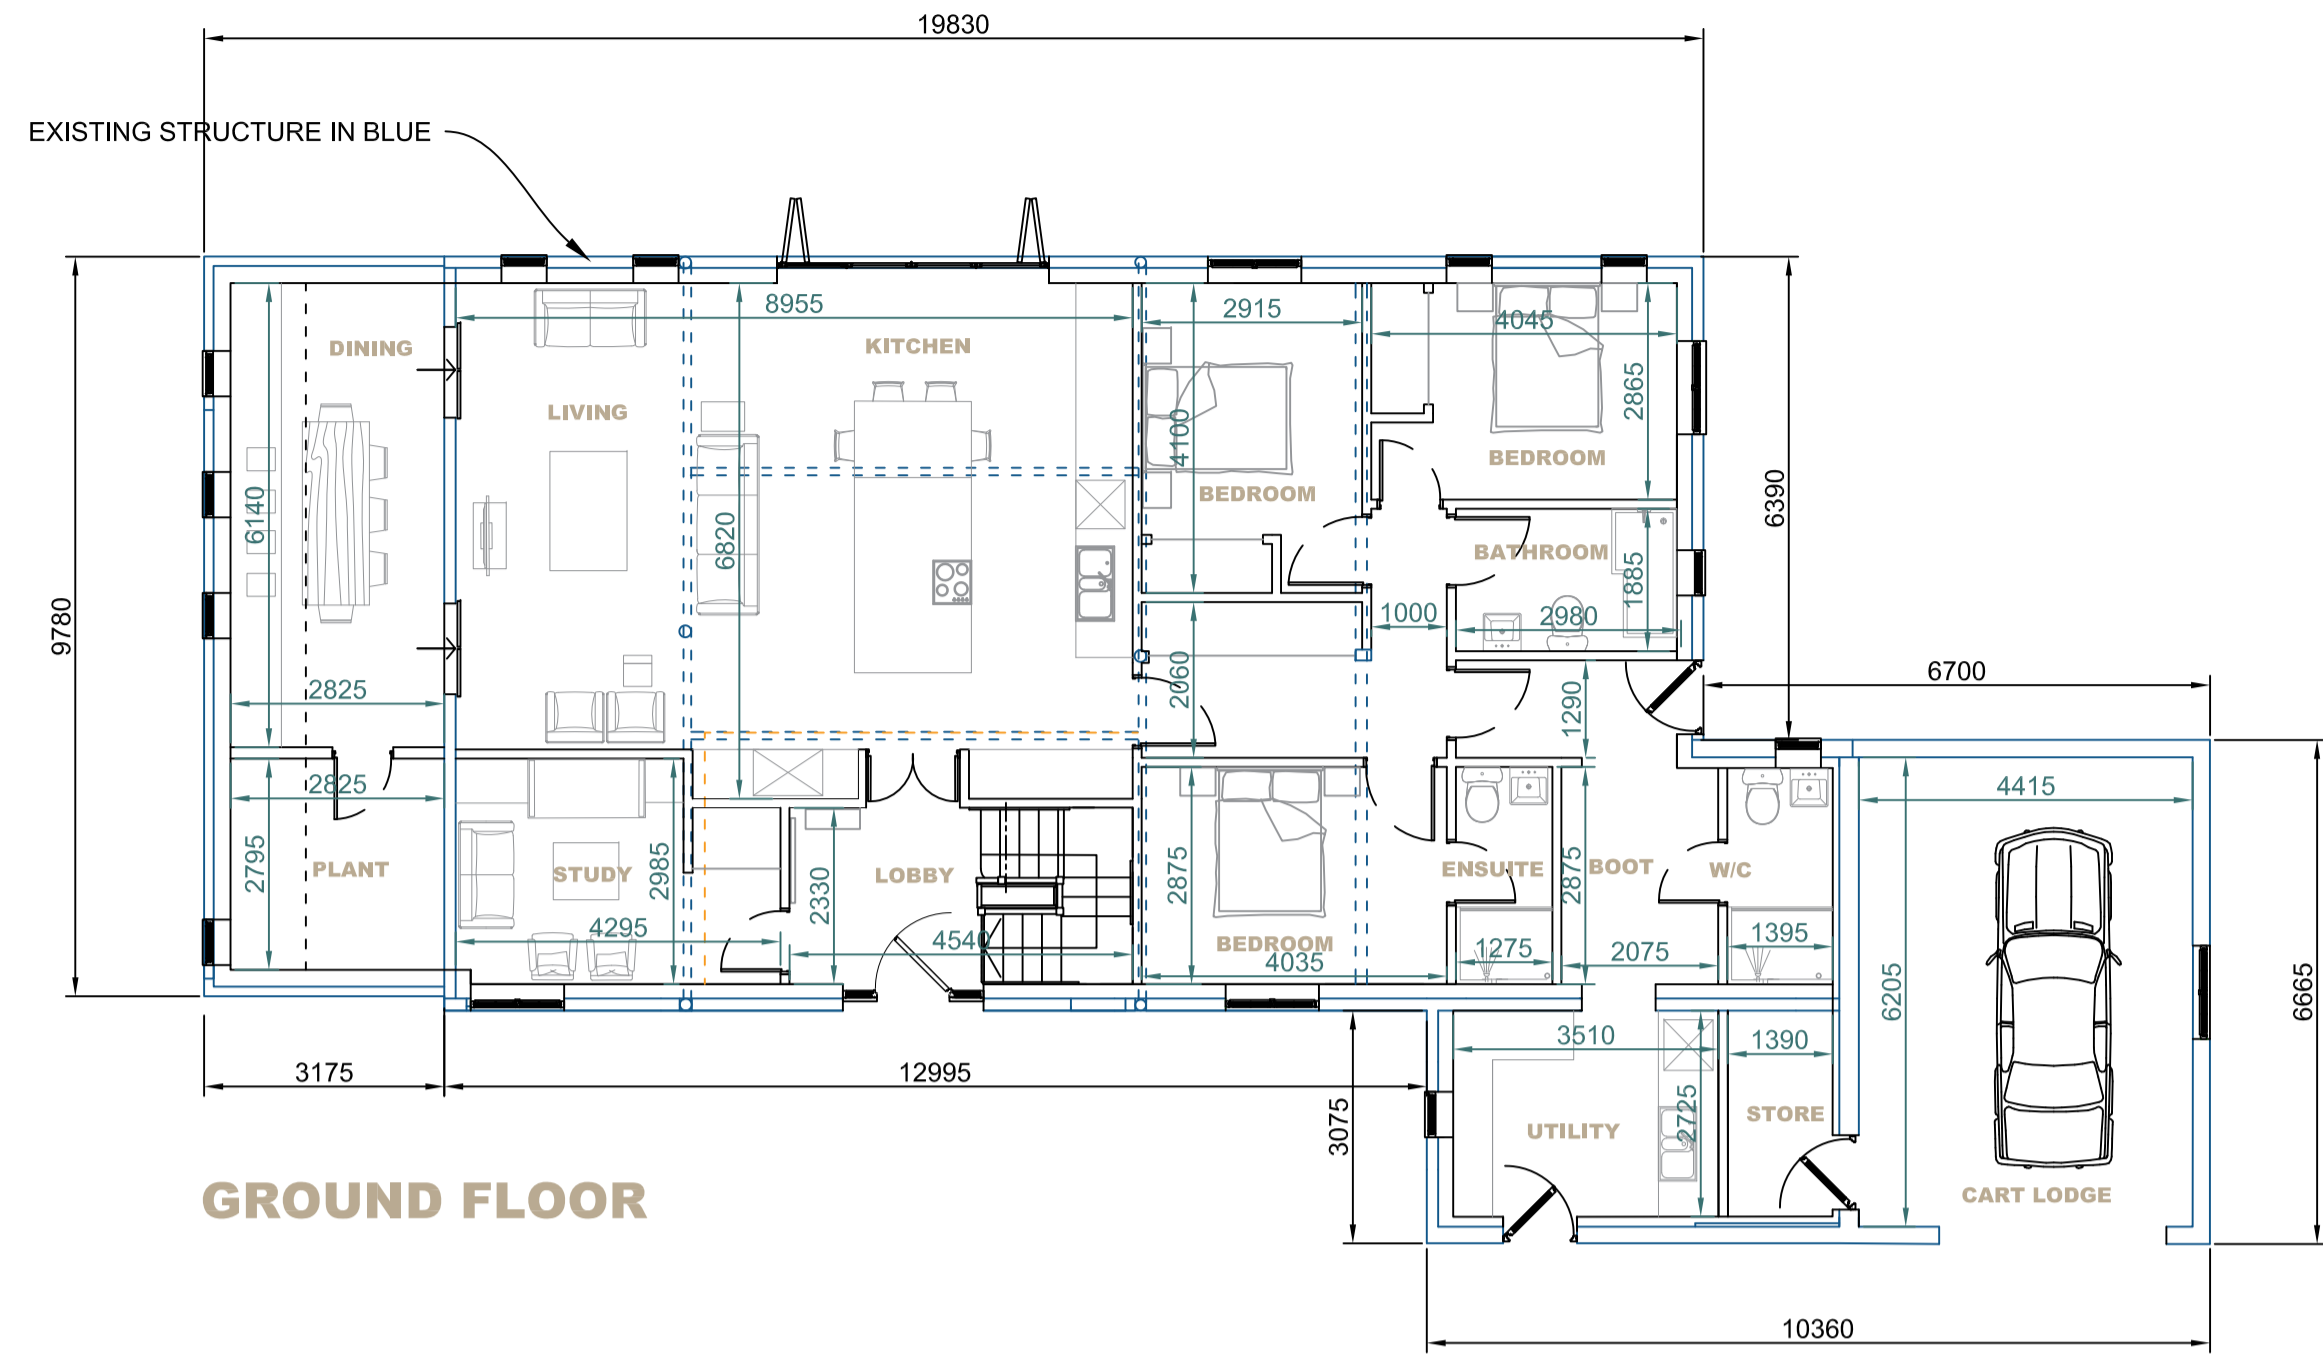 19830
EXISTING STRUCTURE IN BLUE
8955
2915
4045
DINING
KITCHEN
LIVING
2865
4100
BEDROOM
BEDROOM
6140
6820
6390
BATHROOM
1885
9780
1000
2980
2825
2060
1290
6700
2825
4415
2795
PLANT
STUDY
2985
2330
LOBBY
2875
ENSUITE
2875
BOOT
W/C
4295
4540
BEDROOM
4035
1275
2075
1395
6205
6665
3510
1390
3175
12995
3075
2725
UTILITY
STORE
GROUND FLOOR
CART LODGE
10360